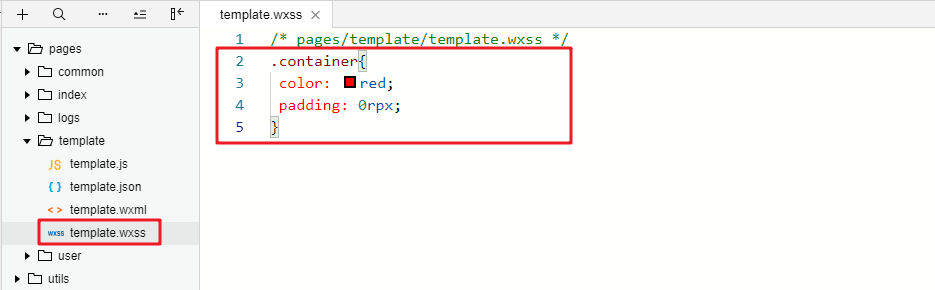 template.wxss
pages
common
index
logs
template
JS template.js
{ } template.json
< > template.wxml
wxss template.wxss
user
utils
1 /* pages/template/template.wxss */
2 .container{
3 color: red;
4 padding: 0rpx;
5 }